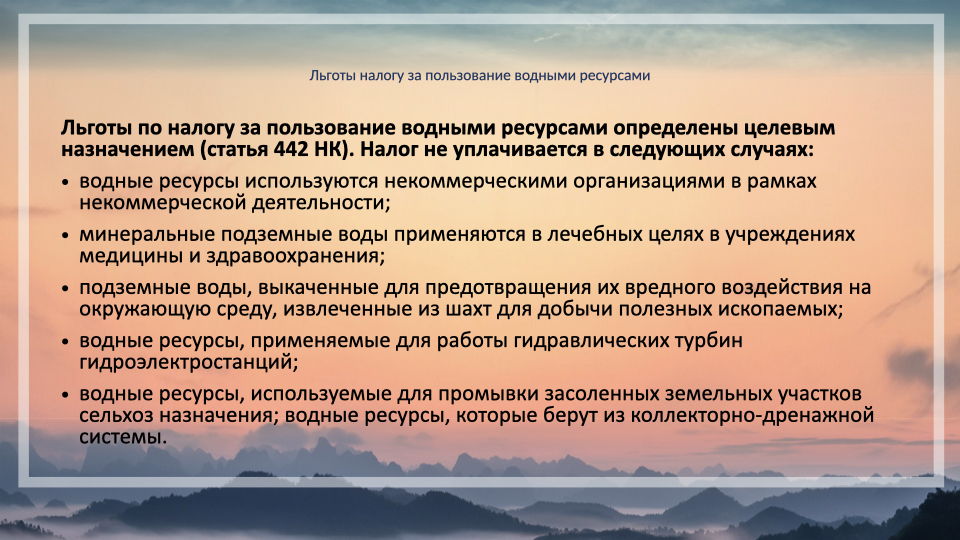 Льготы налогу за пользование водными ресурсами
Льготы по налогу за пользование водными ресурсами определены целевым
назначением (статья 442 НК). Налог не уплачивается в следующих случаях:
• водные ресурсы используются некоммерческими организациями в рамках
некоммерческой деятельности;
• минеральные подземные воды применяются в лечебных целях в учреждениях
медицины и здравоохранения;
• подземные воды, выкаченные для предотвращения их вредного воздействия на
окружающую среду, извлеченные из шахт для добычи полезных ископаемых;
• водные ресурсы, применяемые для работы гидравлических турбин
гидроэлектростанций;
• водные ресурсы, используемые для промывки засоленных земельных участков
сельхоз назначения; водные ресурсы, которые берут из коллекторно-дренажной
системы.